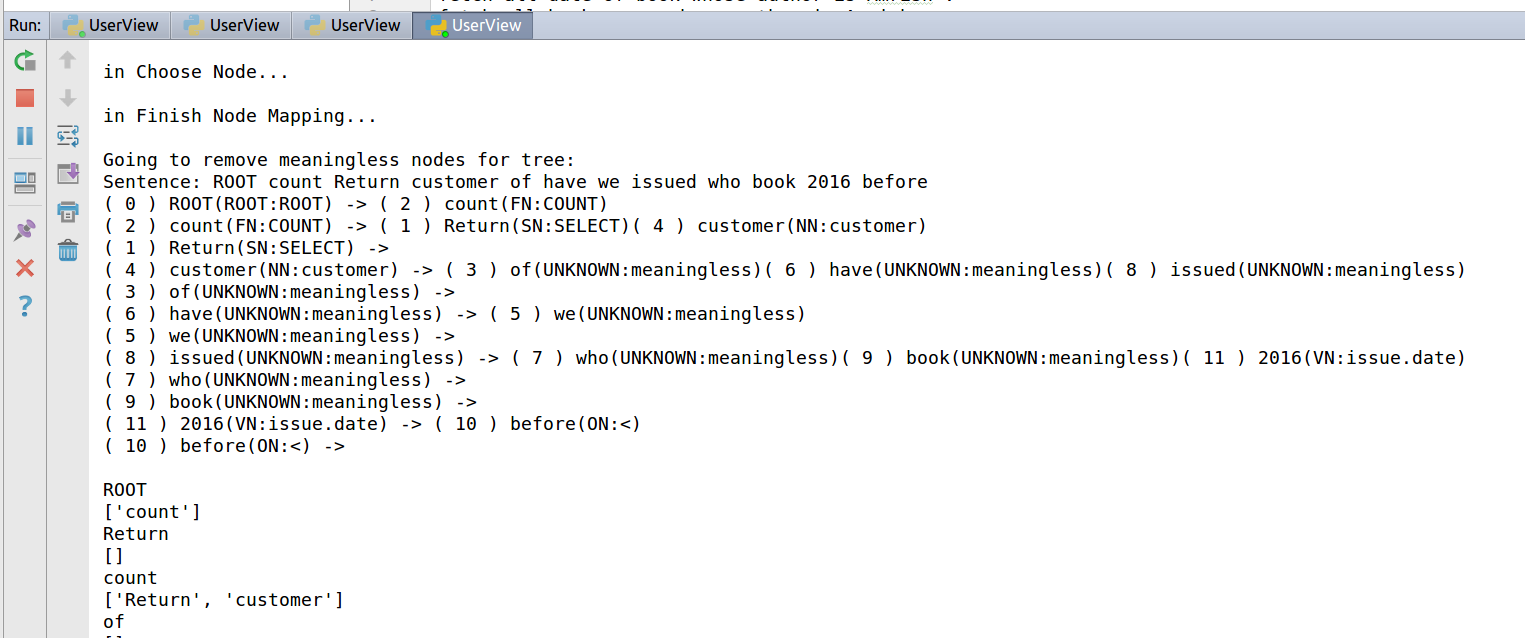 Run: UserView UserView UserView UserView
in Choose Node...
in Finish Node Mapping...
Going to remove meaningless nodes for tree:
Sentence: ROOT count Return customer of have we issued who book 2016 before
( 0 ) ROOT(ROOT:ROOT) -> ( 2 ) count(FN:COUNT)
( 2 ) count(FN:COUNT) -> ( 1 ) Return(SN:SELECT)( 4 ) customer(NN:customer)
( 1 ) Return(SN:SELECT) ->
( 4 ) customer(NN:customer) -> ( 3 ) of(UNKNOWN:meaningless)( 6 ) have(UNKNOWN:meaningless)( 8 ) issued(UNKNOWN:meaningless)
( 3 ) of(UNKNOWN:meaningless) ->
( 6 ) have(UNKNOWN:meaningless) -> ( 5 ) we(UNKNOWN:meaningless)
( 5 ) we(UNKNOWN:meaningless) ->
( 8 ) issued(UNKNOWN:meaningless) -> ( 7 ) who(UNKNOWN:meaningless)( 9 ) book(UNKNOWN:meaningless)( 11 ) 2016(VN:issue.date)
( 7 ) who(UNKNOWN:meaningless) ->
( 9 ) book(UNKNOWN:meaningless) ->
( 11 ) 2016(VN:issue.date) -> ( 10 ) before(ON:<)
( 10 ) before(ON:<) ->
ROOT
['count']
Return
[]
count
['Return', 'customer']
of